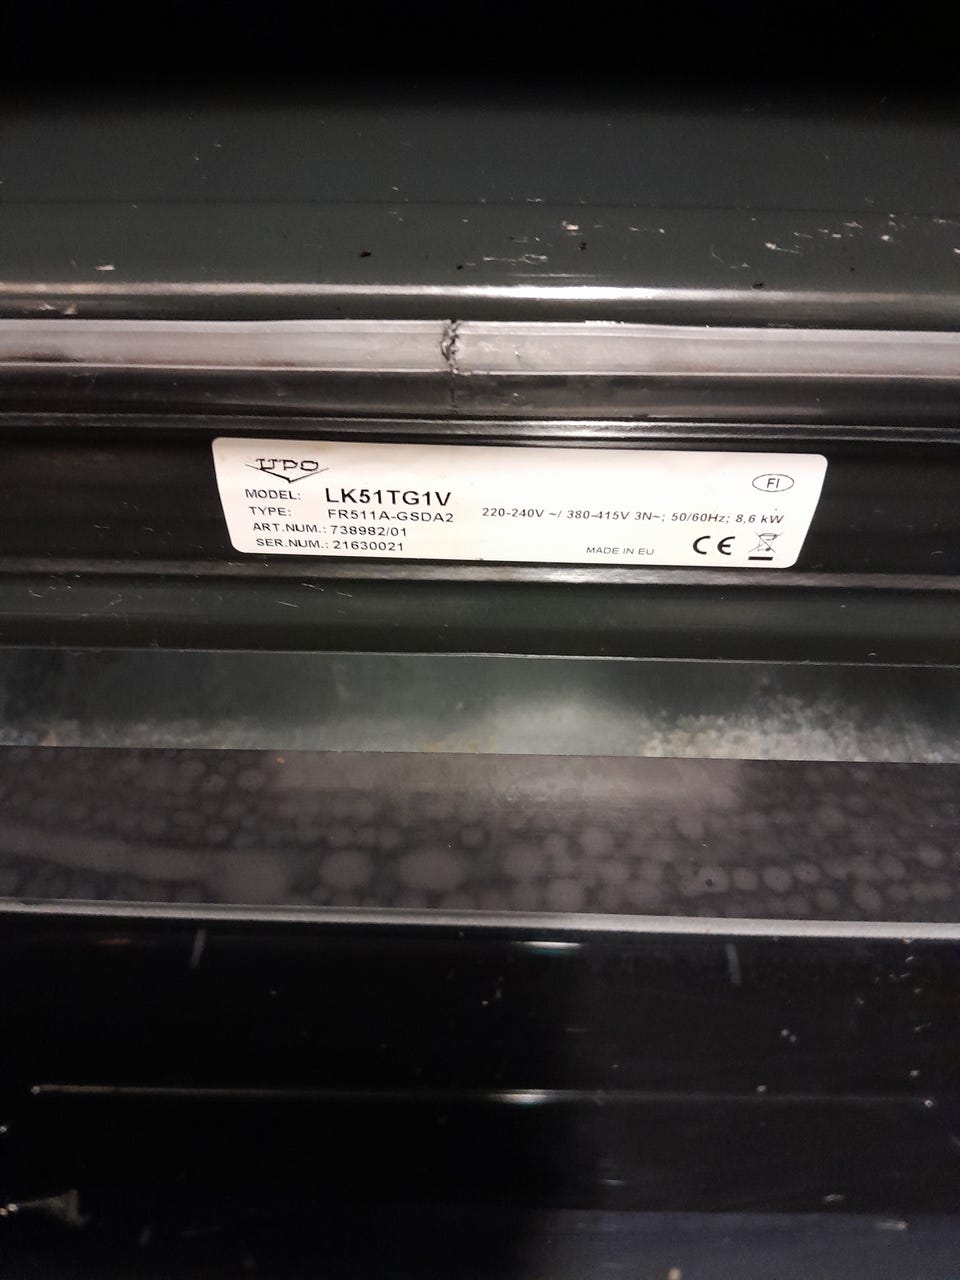 UPO
FI
MODEL: LK51TG1V
TYPE: FR511A-GSDA2 220-240V ~/ 380-415V 3N~; 50/60Hz; 8,6 kW
ART.NUM.: 738982/01
SER.NUM.: 21630021 MADE IN EU CE